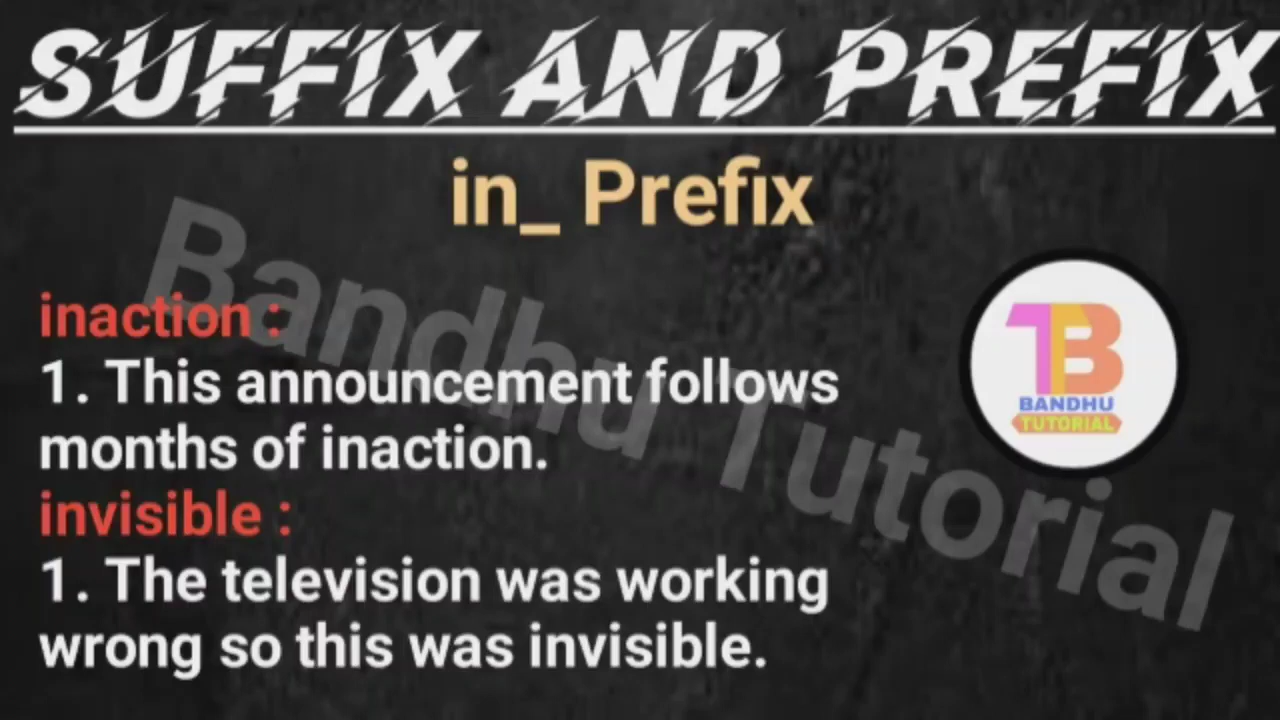 SUFFIX AND PREFIX
in_ Prefix
inaction :
1. This announcement follows
months of inaction.
invisible :
1. The television was working
wrong so this was invisible.
TB
BANDHU
TUTORIAL
Bandhu Tutorial